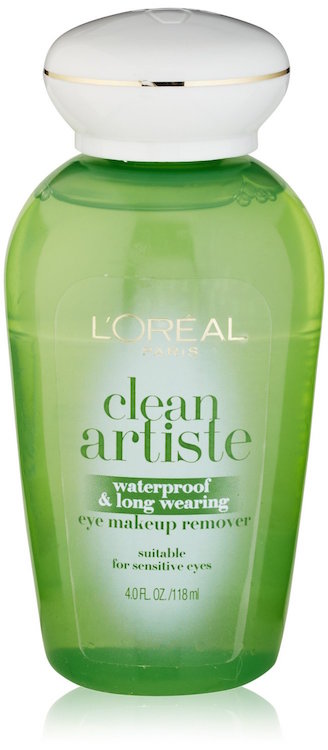 L'ORÉAL
PARIS
clean
artiste
waterproof
& long wearing
eye makeup remover
suitable
for sensitive eyes
4.0 FL. OZ./118 ml